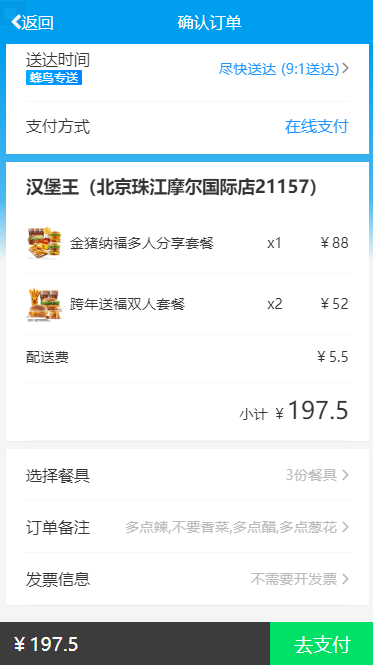 返回 确认订单
送达时间
蜂鸟专送
尽快送达 (9:1送达)
支付方式 在线支付
汉堡王（北京珠江摩尔国际店21157）
金猪纳福多人分享套餐 x1 ￥88
跨年送福双人套餐 x2 ￥52
配送费 ￥5.5
小计 ￥197.5
选择餐具 3份餐具
订单备注 多点辣,不要香菜,多点醋,多点葱花
发票信息 不需要开发票
￥197.5 去支付